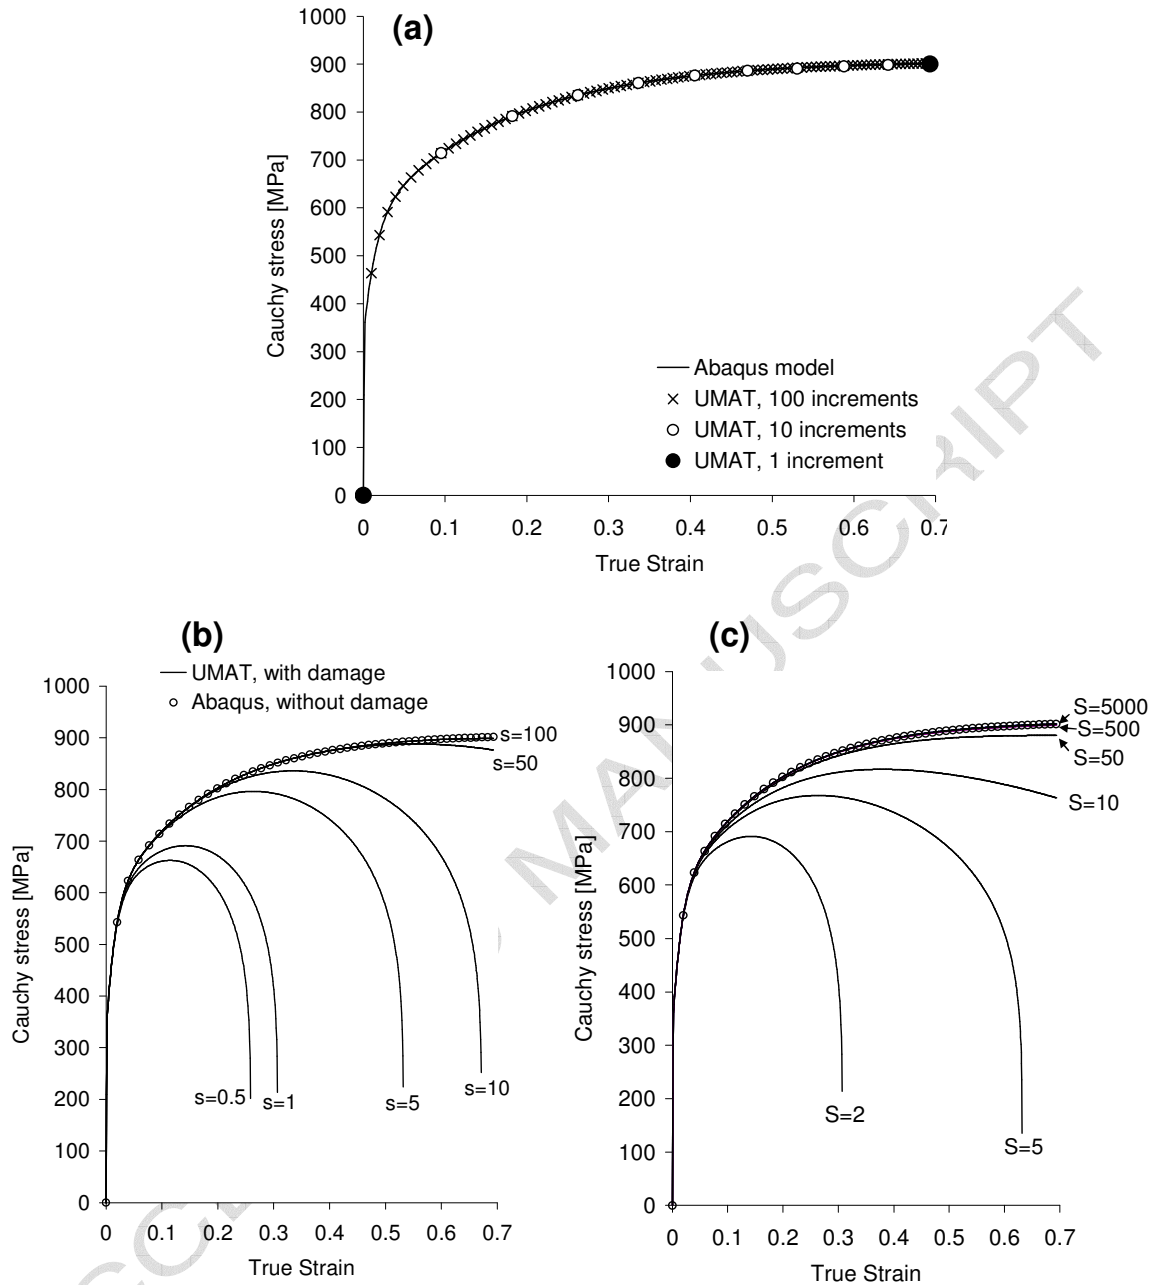 (a)
1000
900
800
700
600
500
400
300
200
100
0
Cauchy stress [MPa]
Abaqus model
UMAT, 100 increments
UMAT, 10 increments
UMAT, 1 increment
0 0.1 0.2 0.3 0.4 0.5 0.6 0.7
True Strain
(b)
UMAT, with damage
Abaqus, without damage
1000
900
800
700
600
500
400
300
200
100
0
Cauchy stress [MPa]
s=100
s=50
s=0.5
s=1
s=5
s=10
0 0.1 0.2 0.3 0.4 0.5 0.6 0.7
True Strain
(c)
1000
900
800
700
600
500
400
300
200
100
0
Cauchy stress [MPa]
S=5000
S=500
S=50
S=10
S=2
S=5
0 0.1 0.2 0.3 0.4 0.5 0.6 0.7
True Strain